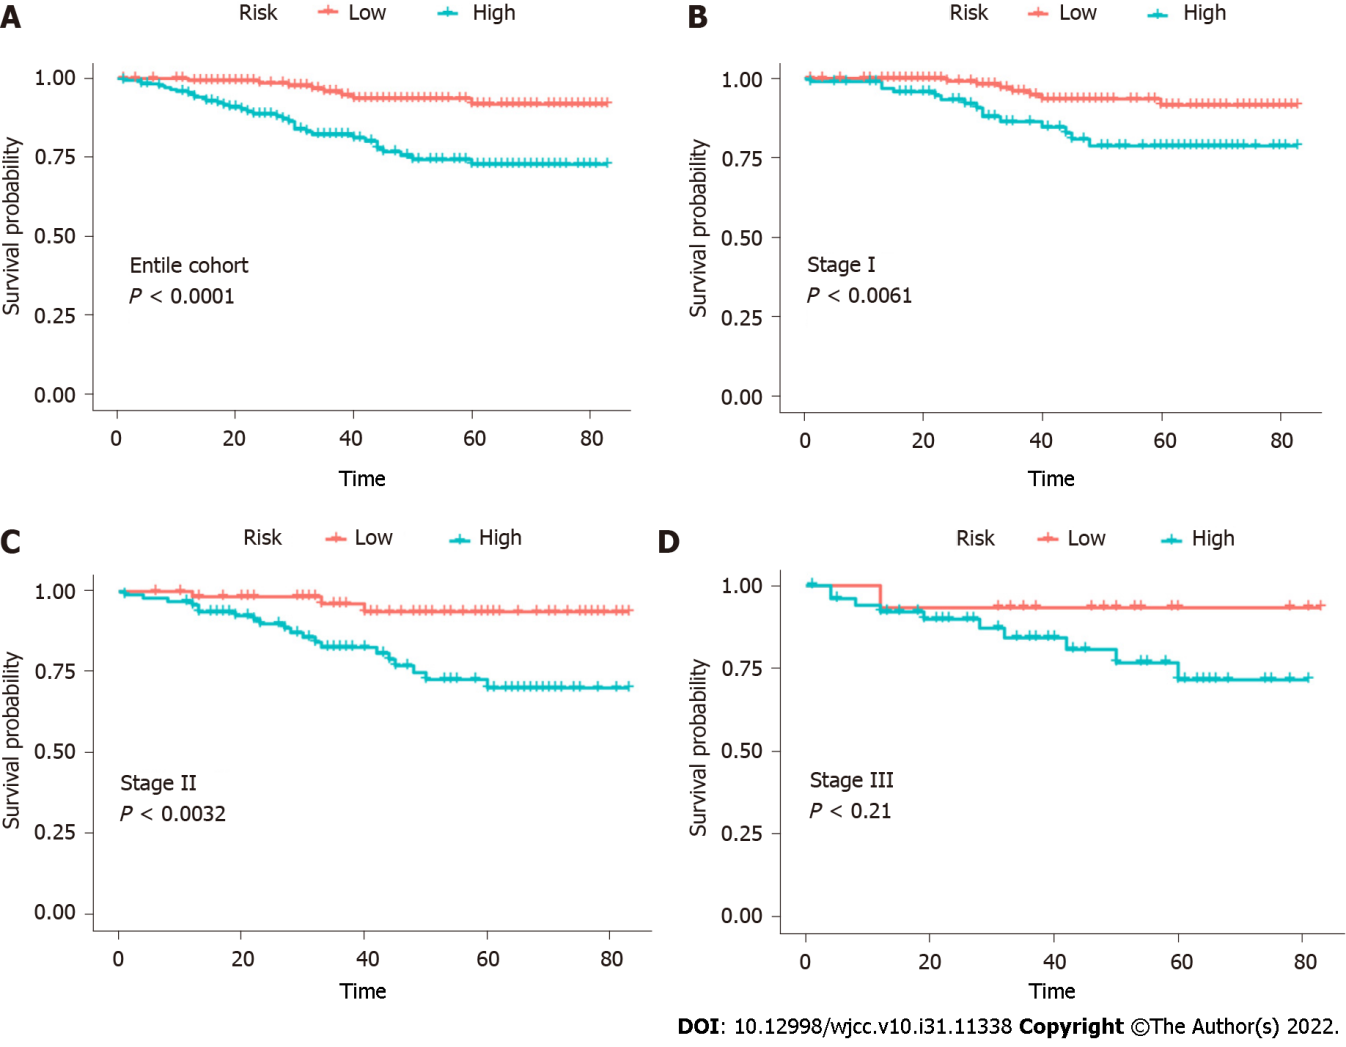 A
Risk Low High
Survival probability
1.00
0.75
0.50
0.25
0.00
Entile cohort
P < 0.0001
0 20 40 60 80
Time
B
Risk Low High
Survival probability
1.00
0.75
0.50
0.25
0.00
Stage I
P < 0.0061
0 20 40 60 80
Time
C
Risk Low High
Survival probability
1.00
0.75
0.50
0.25
0.00
Stage II
P < 0.0032
0 20 40 60 80
Time
D
Risk Low High
Survival probability
1.00
0.75
0.50
0.25
0.00
Stage III
P < 0.21
0 20 40 60 80
Time
DOI: 10.12998/wjcc.v10.i31.11338 Copyright ©The Author(s) 2022.